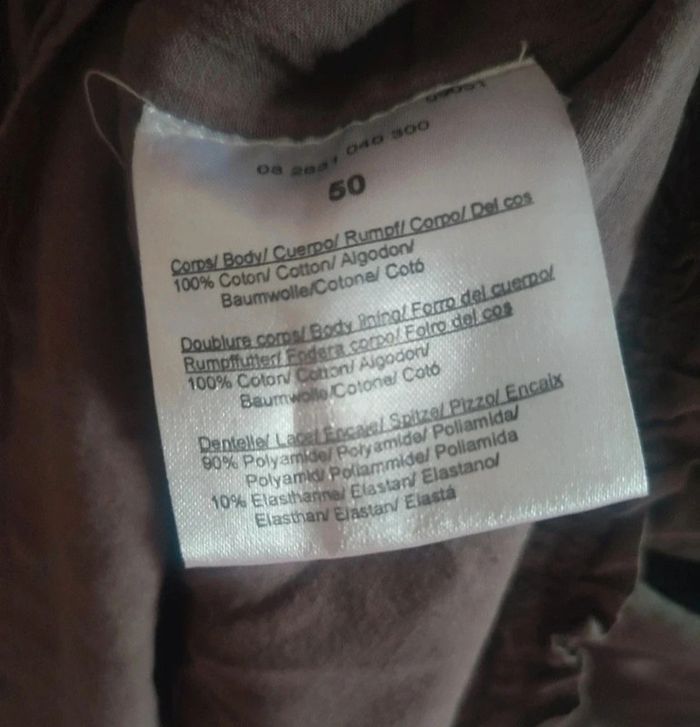 08 2831 040 300
50
Corps/ Body/ Cuerpo/ Rumpf/ Corpo/ Del cos
100% Coton/ Cotton/ Algodon/
Baumwolle/Cotone/ Cotó
Doublure corps/ Body lining/ Forro del cuerpo/
Rumpffutter/ Fodera corpo/ Folro del cos
100% Coton/ Cotton/ Algodon/
Baumwolle/Cotone/ Cotó
Dentelle/ Lace/ Encaje/ Spitze/ Pizzo/ Encaix
90% Polyamide/ Polyamide/ Poliamida/
Polyamid/ Poliammide/ Poliamida
10% Elasthanne/ Elastan/ Elastano/
Elasthan/ Elastan/ Elastá